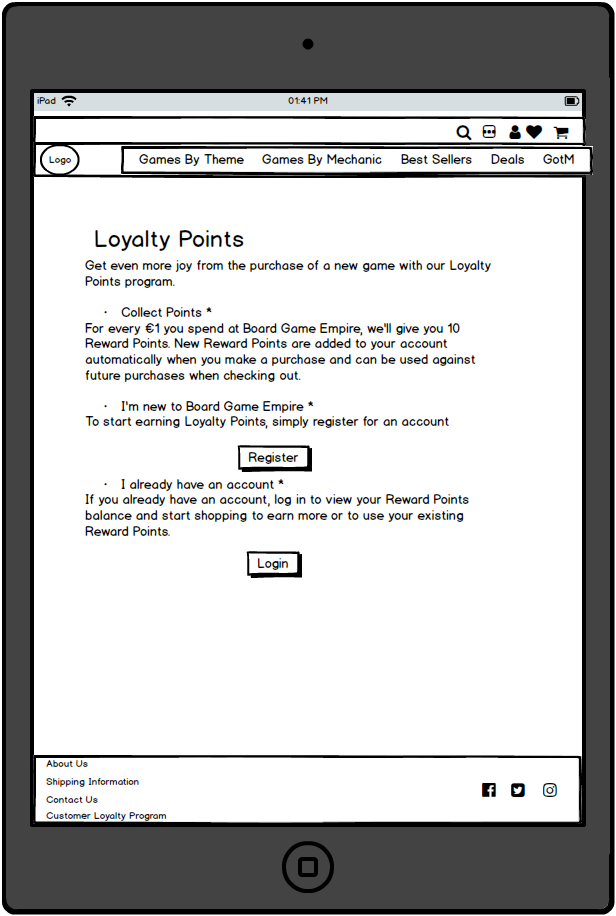 iPad 01:41 PM
Logo Games By Theme Games By Mechanic Best Sellers Deals GotM
Loyalty Points
Get even more joy from the purchase of a new game with our Loyalty
Points program.
· Collect Points *
For every €1 you spend at Board Game Empire, we'll give you 10
Reward Points. New Reward Points are added to your account
automatically when you make a purchase and can be used against
future purchases when checking out.
· I'm new to Board Game Empire *
To start earning Loyalty Points, simply register for an account
Register
· I already have an account *
If you already have an account, log in to view your Reward Points
balance and start shopping to earn more or to use your existing
Reward Points.
Login
About Us
Shipping Information
Contact Us
Customer Loyalty Program